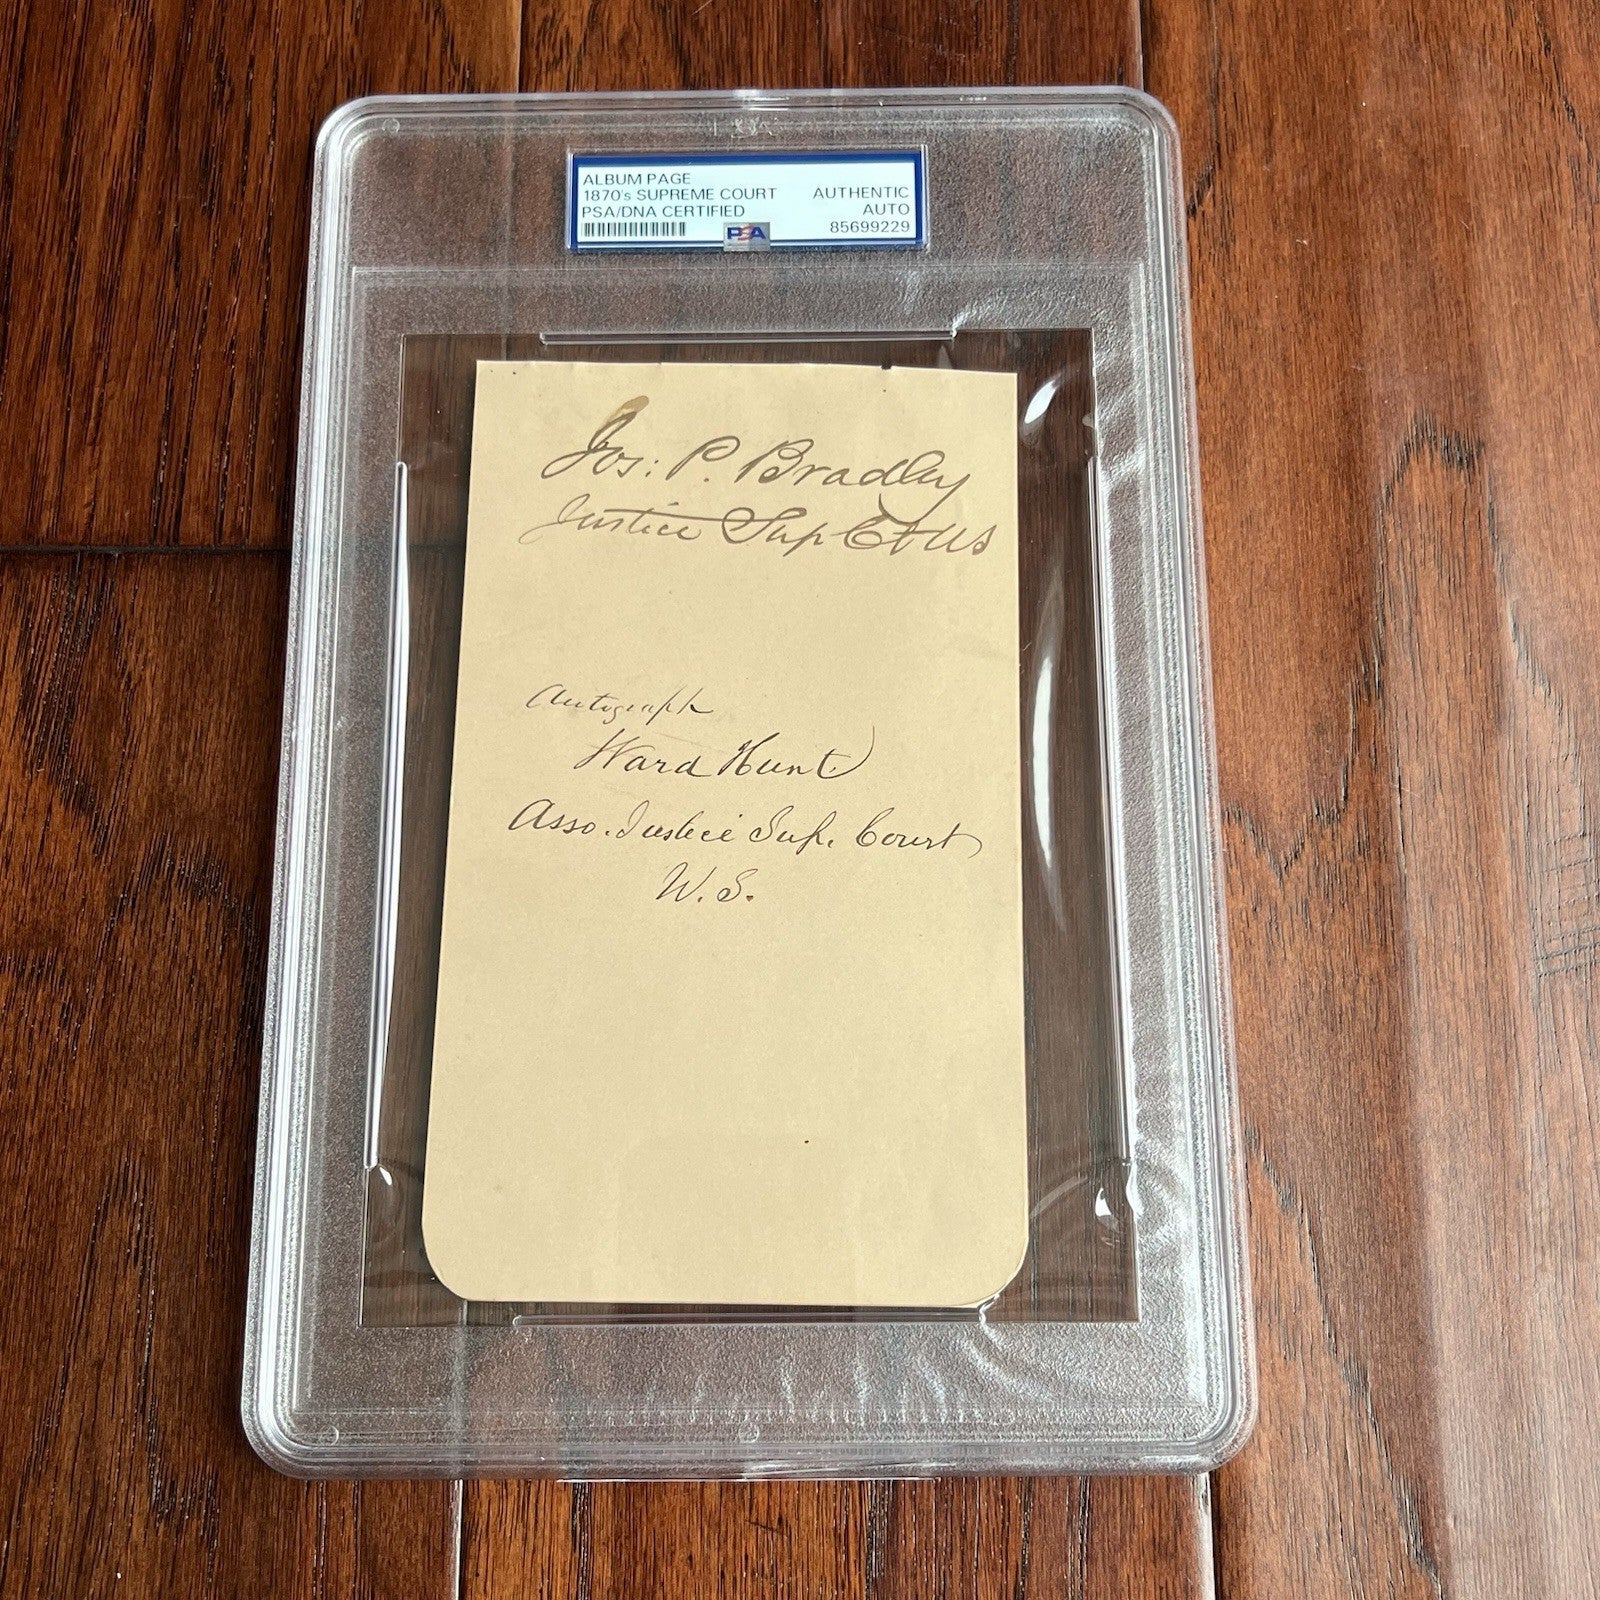 ALBUM PAGE
1870's SUPREME COURT AUTHENTIC
PSA/DNA CERTIFIED AUTO
PSA 85699229
Jos: P. Bradley
Justice Sup Ct US
Autograph
Ward Hunt
Asso. Justice Sup. Court
U. S.